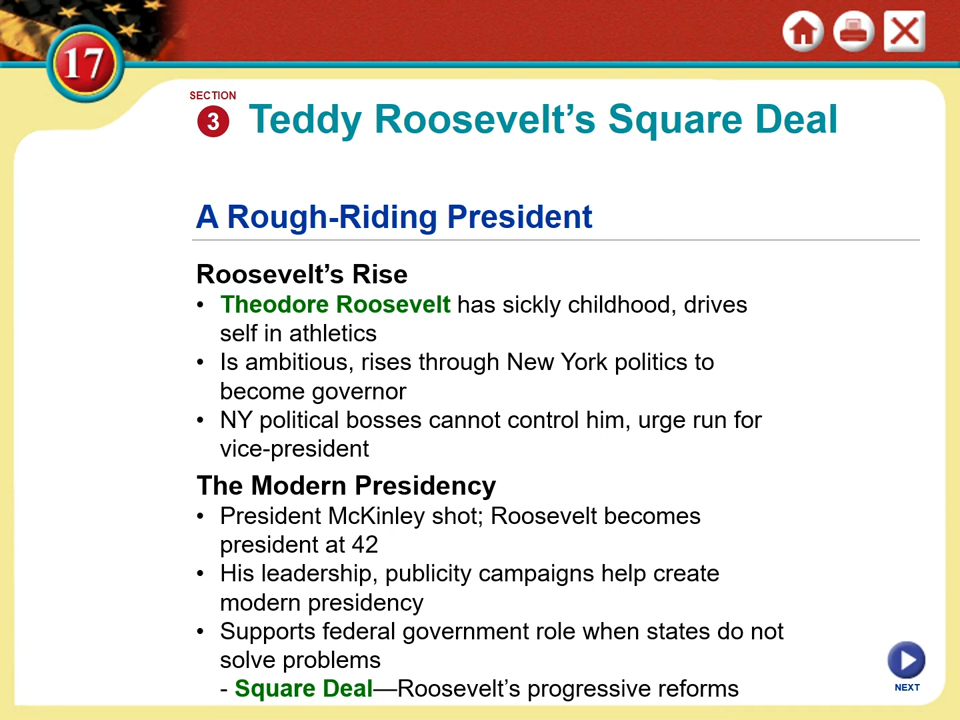 17
SECTION
3
Teddy Roosevelt’s Square Deal
A Rough-Riding President
Roosevelt’s Rise
• Theodore Roosevelt has sickly childhood, drives
self in athletics
• Is ambitious, rises through New York politics to
become governor
• NY political bosses cannot control him, urge run for
vice-president
The Modern Presidency
• President McKinley shot; Roosevelt becomes
president at 42
• His leadership, publicity campaigns help create
modern presidency
• Supports federal government role when states do not
solve problems
- Square Deal—Roosevelt’s progressive reforms
NEXT